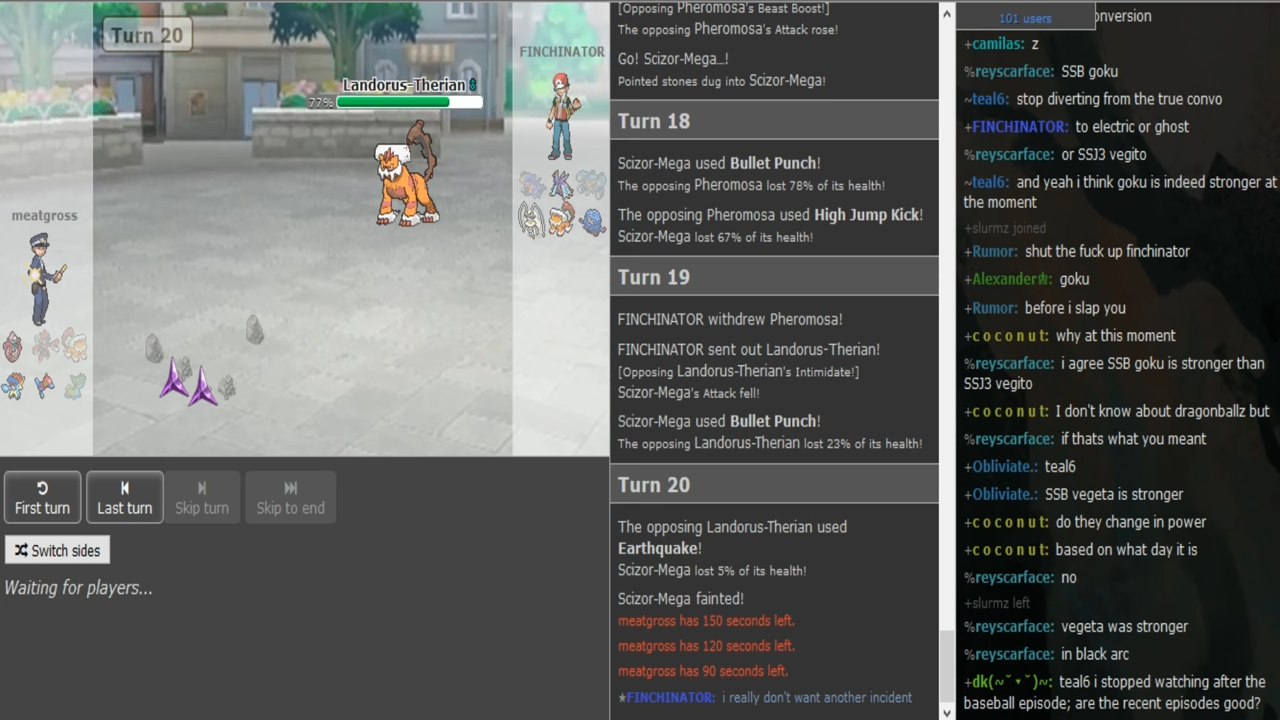 Turn 20
FINCHINATOR
Landorus-Therian
77%
meatgross
First turn
Last turn
Skip turn
Skip to end
Switch sides
Waiting for players...
[Opposing Pheromosa's Beast Boost!]
The opposing Pheromosa's Attack rose!
Go! Scizor-Mega...!
Pointed stones dug into Scizor-Mega!
Turn 18
Scizor-Mega used Bullet Punch!
The opposing Pheromosa lost 78% of its health!
The opposing Pheromosa used High Jump Kick!
Scizor-Mega lost 67% of its health!
Turn 19
FINCHINATOR withdrew Pheromosa!
FINCHINATOR sent out Landorus-Therian!
[Opposing Landorus-Therian's Intimidate!]
Scizor-Mega's Attack fell!
Scizor-Mega used Bullet Punch!
The opposing Landorus-Therian lost 23% of its health!
Turn 20
The opposing Landorus-Therian used
Earthquake!
Scizor-Mega lost 5% of its health!
Scizor-Mega fainted!
meatgross has 150 seconds left.
meatgross has 120 seconds left.
meatgross has 90 seconds left.
★FINCHINATOR: i really don't want another incident
101 users
onversion
+camilas: z
%reyscarface: SSB goku
~teal6: stop diverting from the true convo
+FINCHINATOR: to electric or ghost
%reyscarface: or SSJ3 vegito
~teal6: and yeah i think goku is indeed stronger at
the moment
+slurmz joined
+Rumor: shut the fuck up finchinator
+Alexander♕: goku
+Rumor: before i slap you
+c o c o n u t: why at this moment
%reyscarface: i agree SSB goku is stronger than
SSJ3 vegito
+c o c o n u t: I don't know about dragonballz but
%reyscarface: if thats what you meant
+Obliviate.: teal6
+Obliviate.: SSB vegeta is stronger
+c o c o n u t: do they change in power
+c o c o n u t: based on what day it is
%reyscarface: no
+slurmz left
%reyscarface: vegeta was stronger
%reyscarface: in black arc
+dk(~˘▾˘)~: teal6 i stopped watching after the
baseball episode; are the recent episodes good?